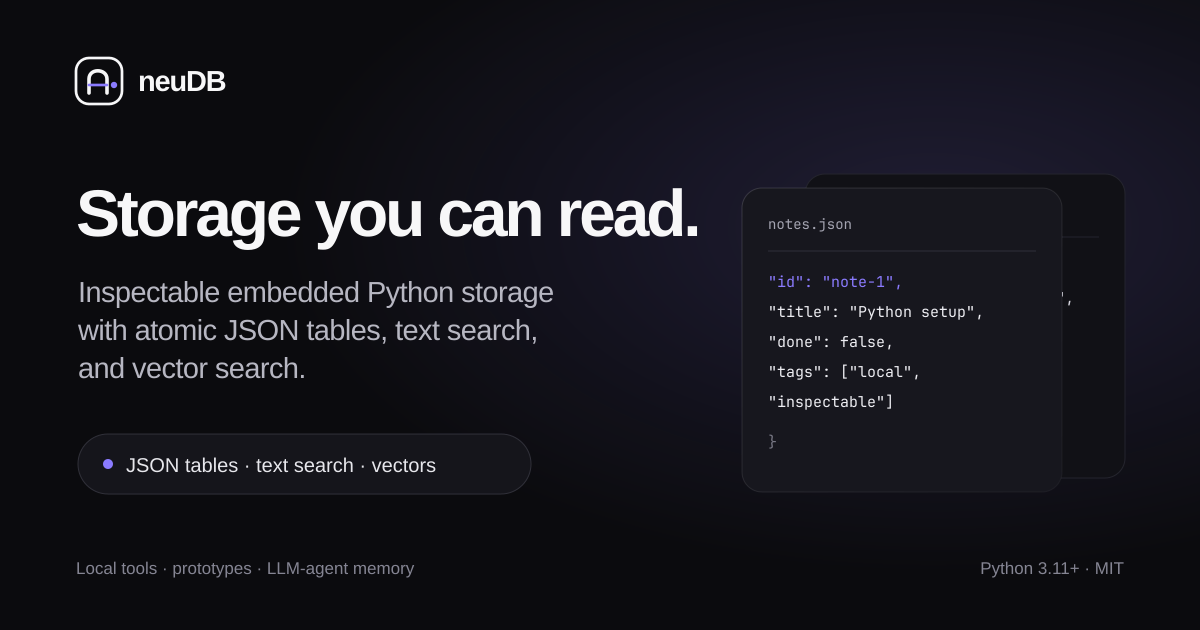 neuDB
Storage you can read.
Inspectable embedded Python storage
with atomic JSON tables, text search,
and vector search.
JSON tables · text search · vectors
notes.json
"id": "note-1",
"title": "Python setup",
"done": false,
"tags": ["local",
"inspectable"]
}
",
Local tools · prototypes · LLM-agent memory
Python 3.11+ · MIT